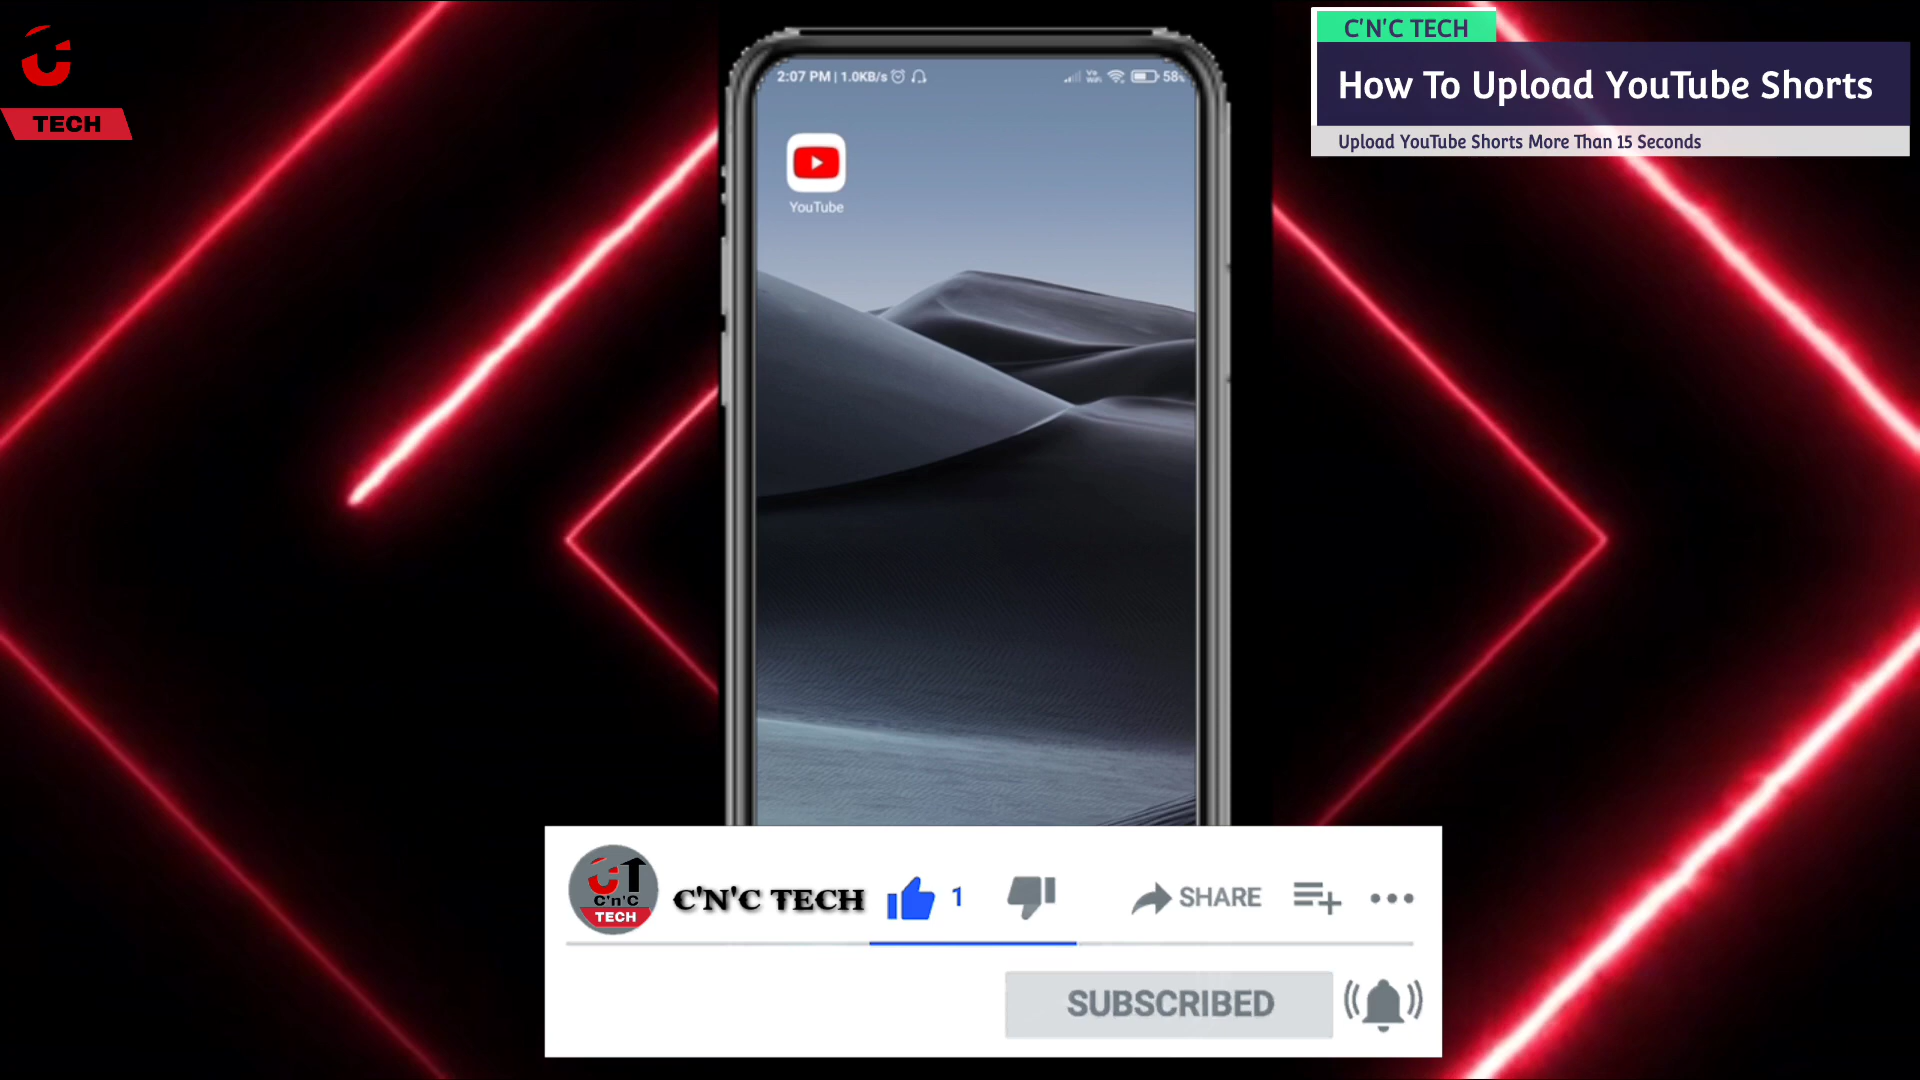 TECH
C'N'C TECH
How To Upload YouTube Shorts
Upload YouTube Shorts More Than 15 Seconds
2:07 PM | 1.0KB/s
58
YouTube
C'n'C
TECH
C'N'C TECH
1
SHARE
SUBSCRIBED